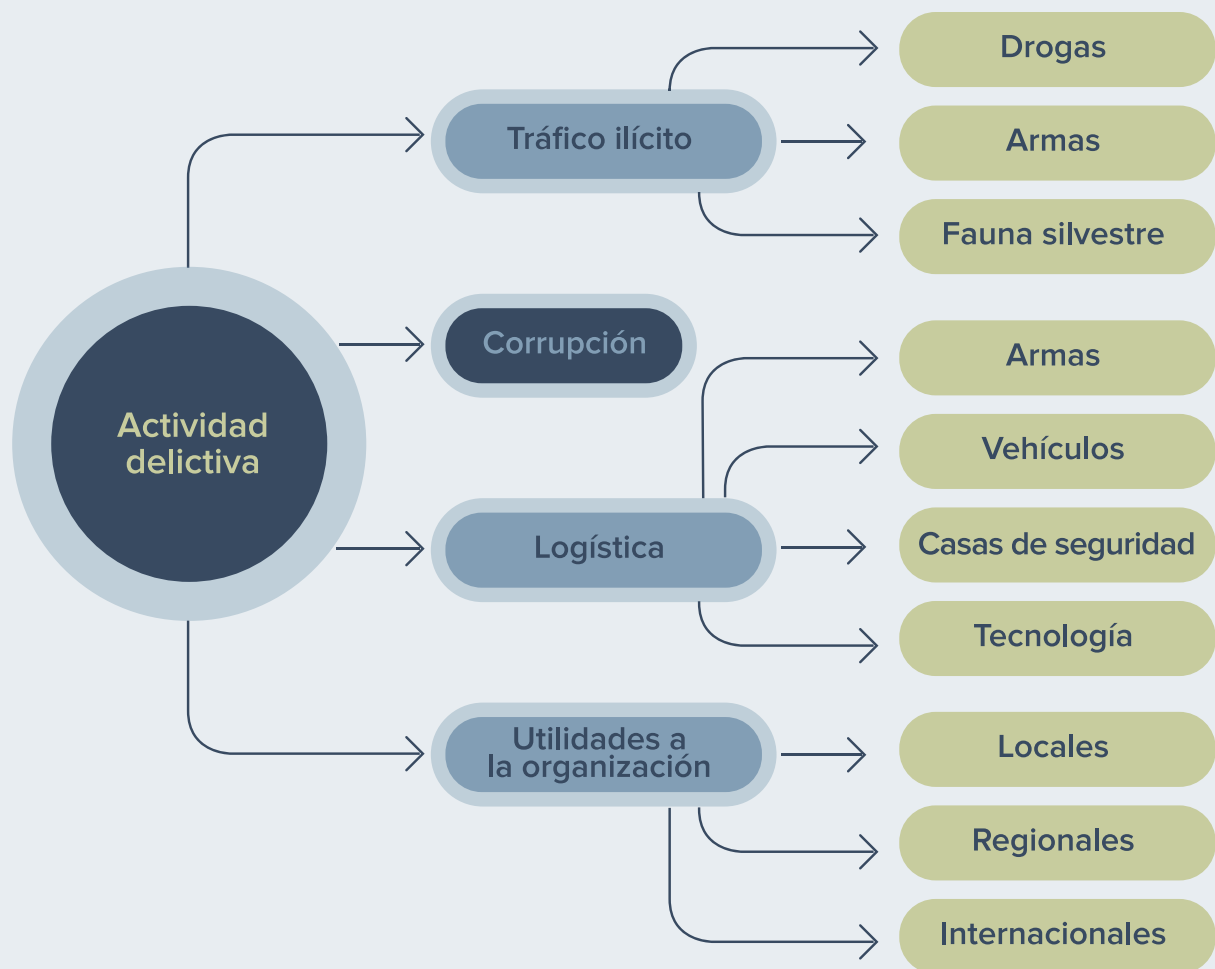 Actividad
delictiva
Tráfico ilícito
Drogas
Armas
Fauna silvestre
Corrupción
Logística
Armas
Vehículos
Casas de seguridad
Tecnología
Utilidades a
la organización
Locales
Regionales
Internacionales